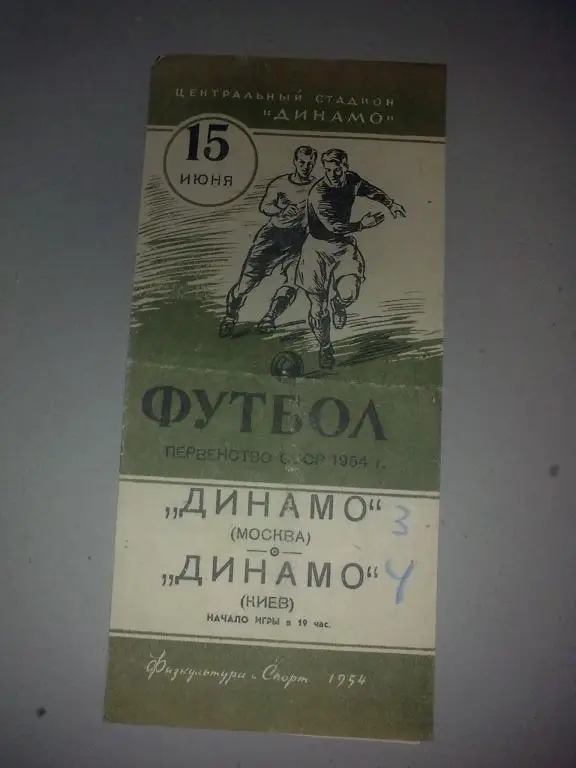 ЦЕНТРАЛЬНЫЙ СТАДИОН
"ДИНАМО"
15
ИЮНЯ
ФУТБОЛ
ПЕРВЕНСТВО СССР 1954 г.
„ДИНАМО“ 3
(МОСКВА)
„ДИНАМО“ 4
(КИЕВ)
НАЧАЛО ИГРЫ в 19 час.
Физкультура и Спорт 1954